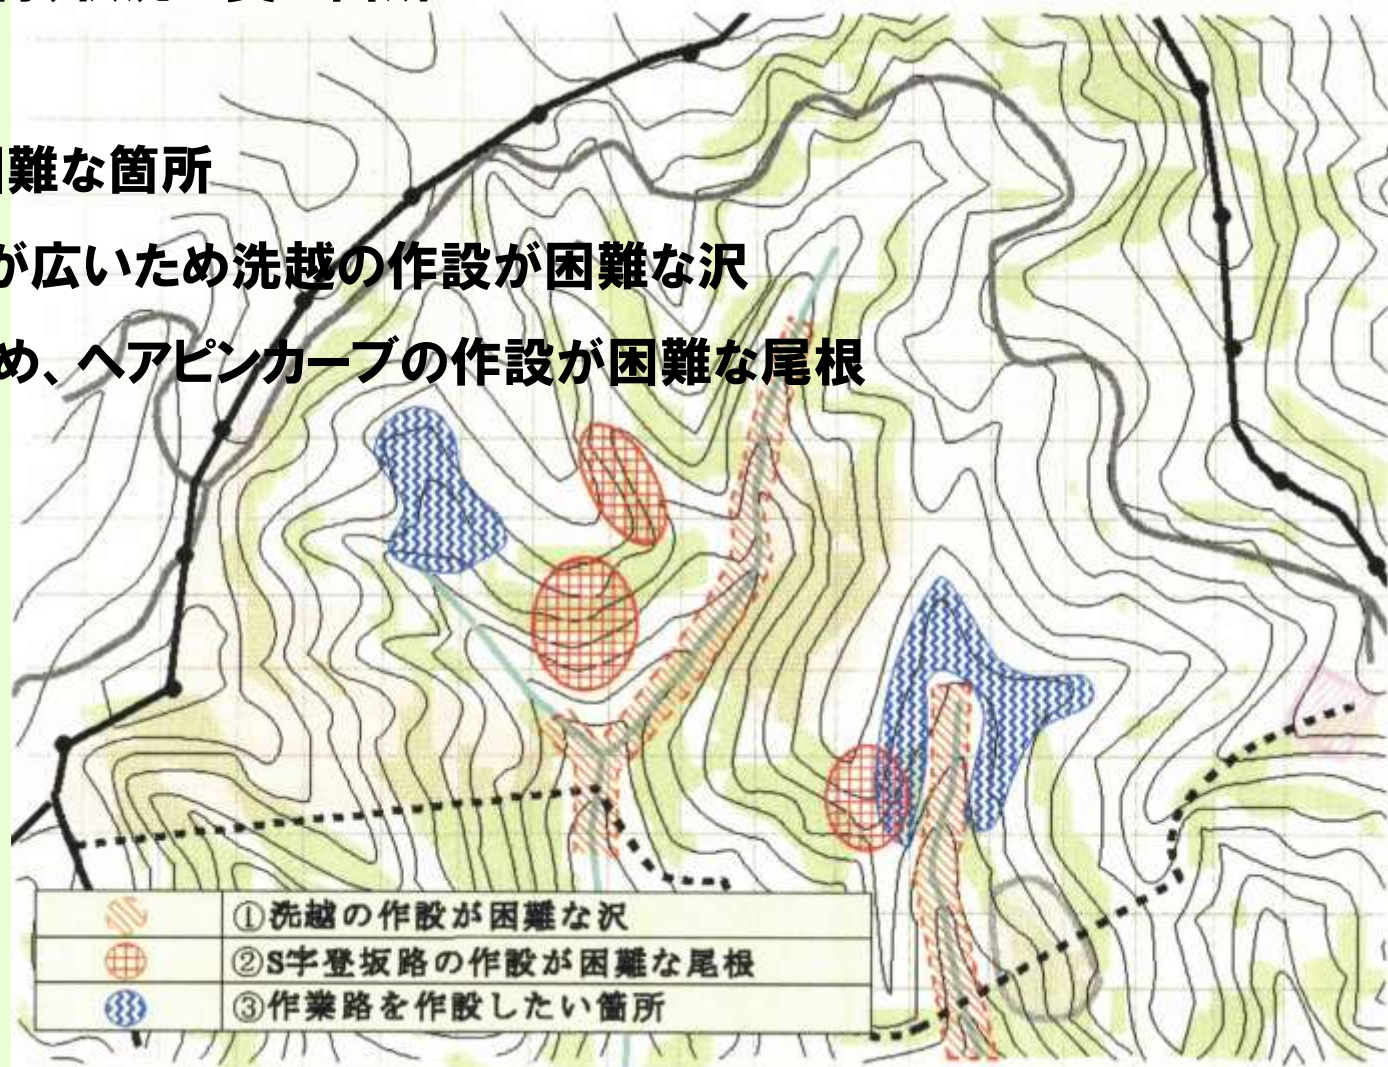 難な箇所
が広いため洗越の作設が困難な沢
め、ヘアピンカーブの作設が困難な尾根
①洗越の作設が困難な沢
②S字登坂路の作設が困難な尾根
③作業路を作設したい箇所